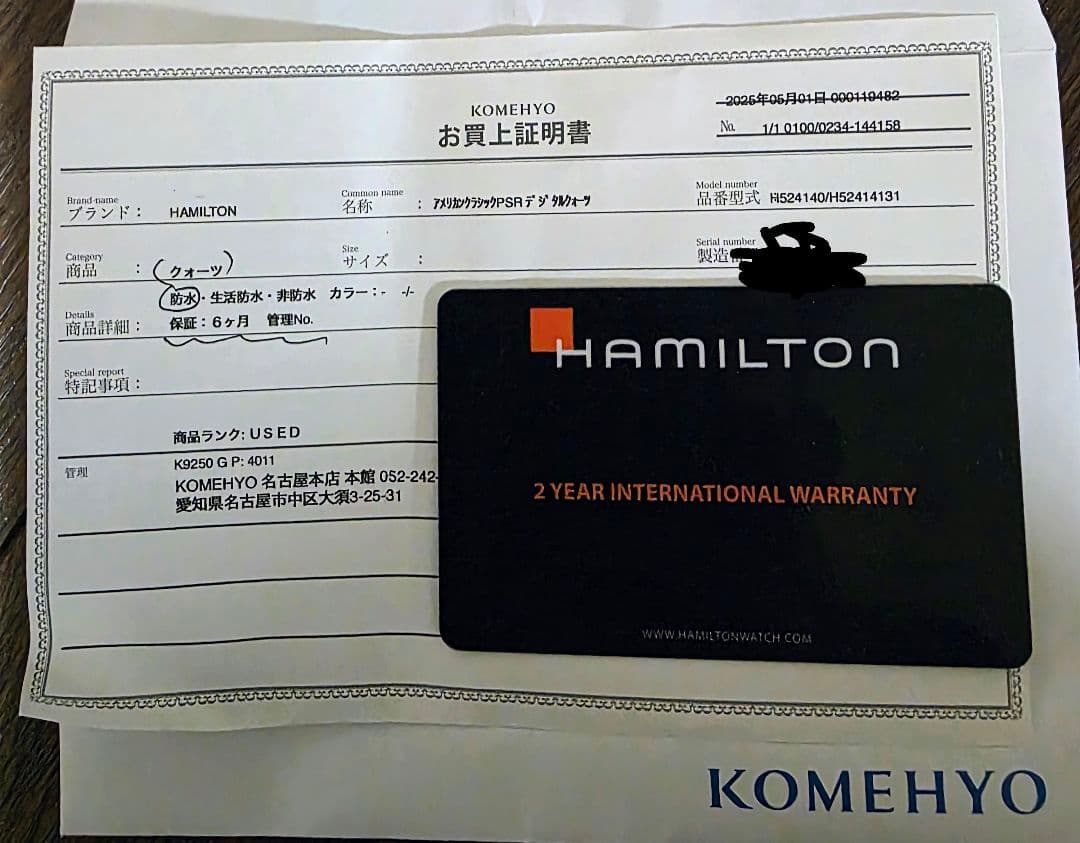 KOMEHYO
お買上証明書
2025年05月01日 000119482
No. 1/1 0100/0234-144158
Brand name
ブランド： HAMILTON
Common name
名称 ： ｱﾒﾘｶﾝｸﾗｼｯｸPSRﾃﾞｼﾞﾀﾙｸｫｰﾂ
Model number
品番型式 H524140/H52414131
Category
商品 ： (クォーツ)
Size
サイズ ：
Serial number
製造
防水・生活防水・非防水 カラー：- -/-
Details
商品詳細： 保証：6ヶ月 管理No.
Special report
特記事項：
商品ランク: USED
管理
K9250 G P: 4011
KOMEHYO 名古屋本店 本館 052-242-
愛知県名古屋市中区大須3-25-31
HAMILTON
2 YEAR INTERNATIONAL WARRANTY
WWW.HAMILTONWATCH.COM
KOMEHYO